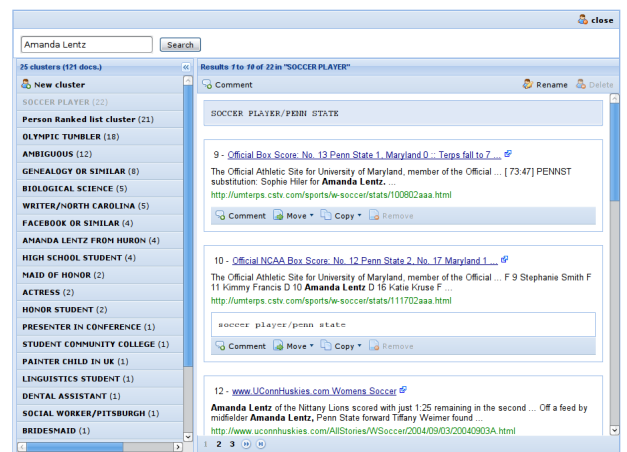 close
Amanda Lentz
Search
25 clusters (121 docs.)
Results 1 to 10 of 22 in "SOCCER PLAYER"
New cluster
Comment
Rename
Delete
SOCCER PLAYER (22)
Person Ranked list cluster (21)
OLYMPIC TUMBLER (18)
AMBIGUOUS (12)
GENEALOGY OR SIMILAR (8)
BIOLOGICAL SCIENCE (5)
WRITER/NORTH CAROLINA (5)
FACEBOOK OR SIMILAR (4)
AMANDA LENTZ FROM HURON (4)
HIGH SCHOOL STUDENT (4)
MAID OF HONOR (2)
ACTRESS (2)
HONOR STUDENT (2)
PRESENTER IN CONFERENCE (1)
STUDENT COMMUNITY COLLEGE (1)
PAINTER CHILD IN UK (1)
LINGUISTICS STUDENT (1)
DENTAL ASSISTANT (1)
SOCIAL WORKER/PITSBURGH (1)
BRIDESMAID (1)
SOCCER PLAYER/PENN STATE
9 - Official Box Score: No. 13 Penn State 1, Maryland 0 :: Terps fall to 7 ...
The Official Athletic Site for University of Maryland, member of the Official ... [ 73:47] PENNST
substitution: Sophie Hiler for Amanda Lentz. ...
http://umterps.cstv.com/sports/w-soccer/stats/100802aaa.html
Comment Move Copy Remove
10 - Official NCAA Box Score: No. 12 Penn State 2, No. 17 Maryland 1 ...
The Official Athletic Site for University of Maryland, member of the Official ... F 9 Stephanie Smith F
11 Kimmy Francis D 10 Amanda Lentz D 16 Katie Kruse F ...
http://umterps.cstv.com/sports/w-soccer/stats/111702aaa.html
soccer player/penn state
Comment Move Copy Remove
12 - www.UConnHuskies.com Womens Soccer
Amanda Lentz of the Nittany Lions scored with just 1:25 remaining in the second ... Off a feed by
midfielder Amanda Lentz, Penn State forward Tiffany Weimer found ...
http://www.uconnhuskies.com/AllStories/WSoccer/2004/09/03/20040903A.html
1 2 3